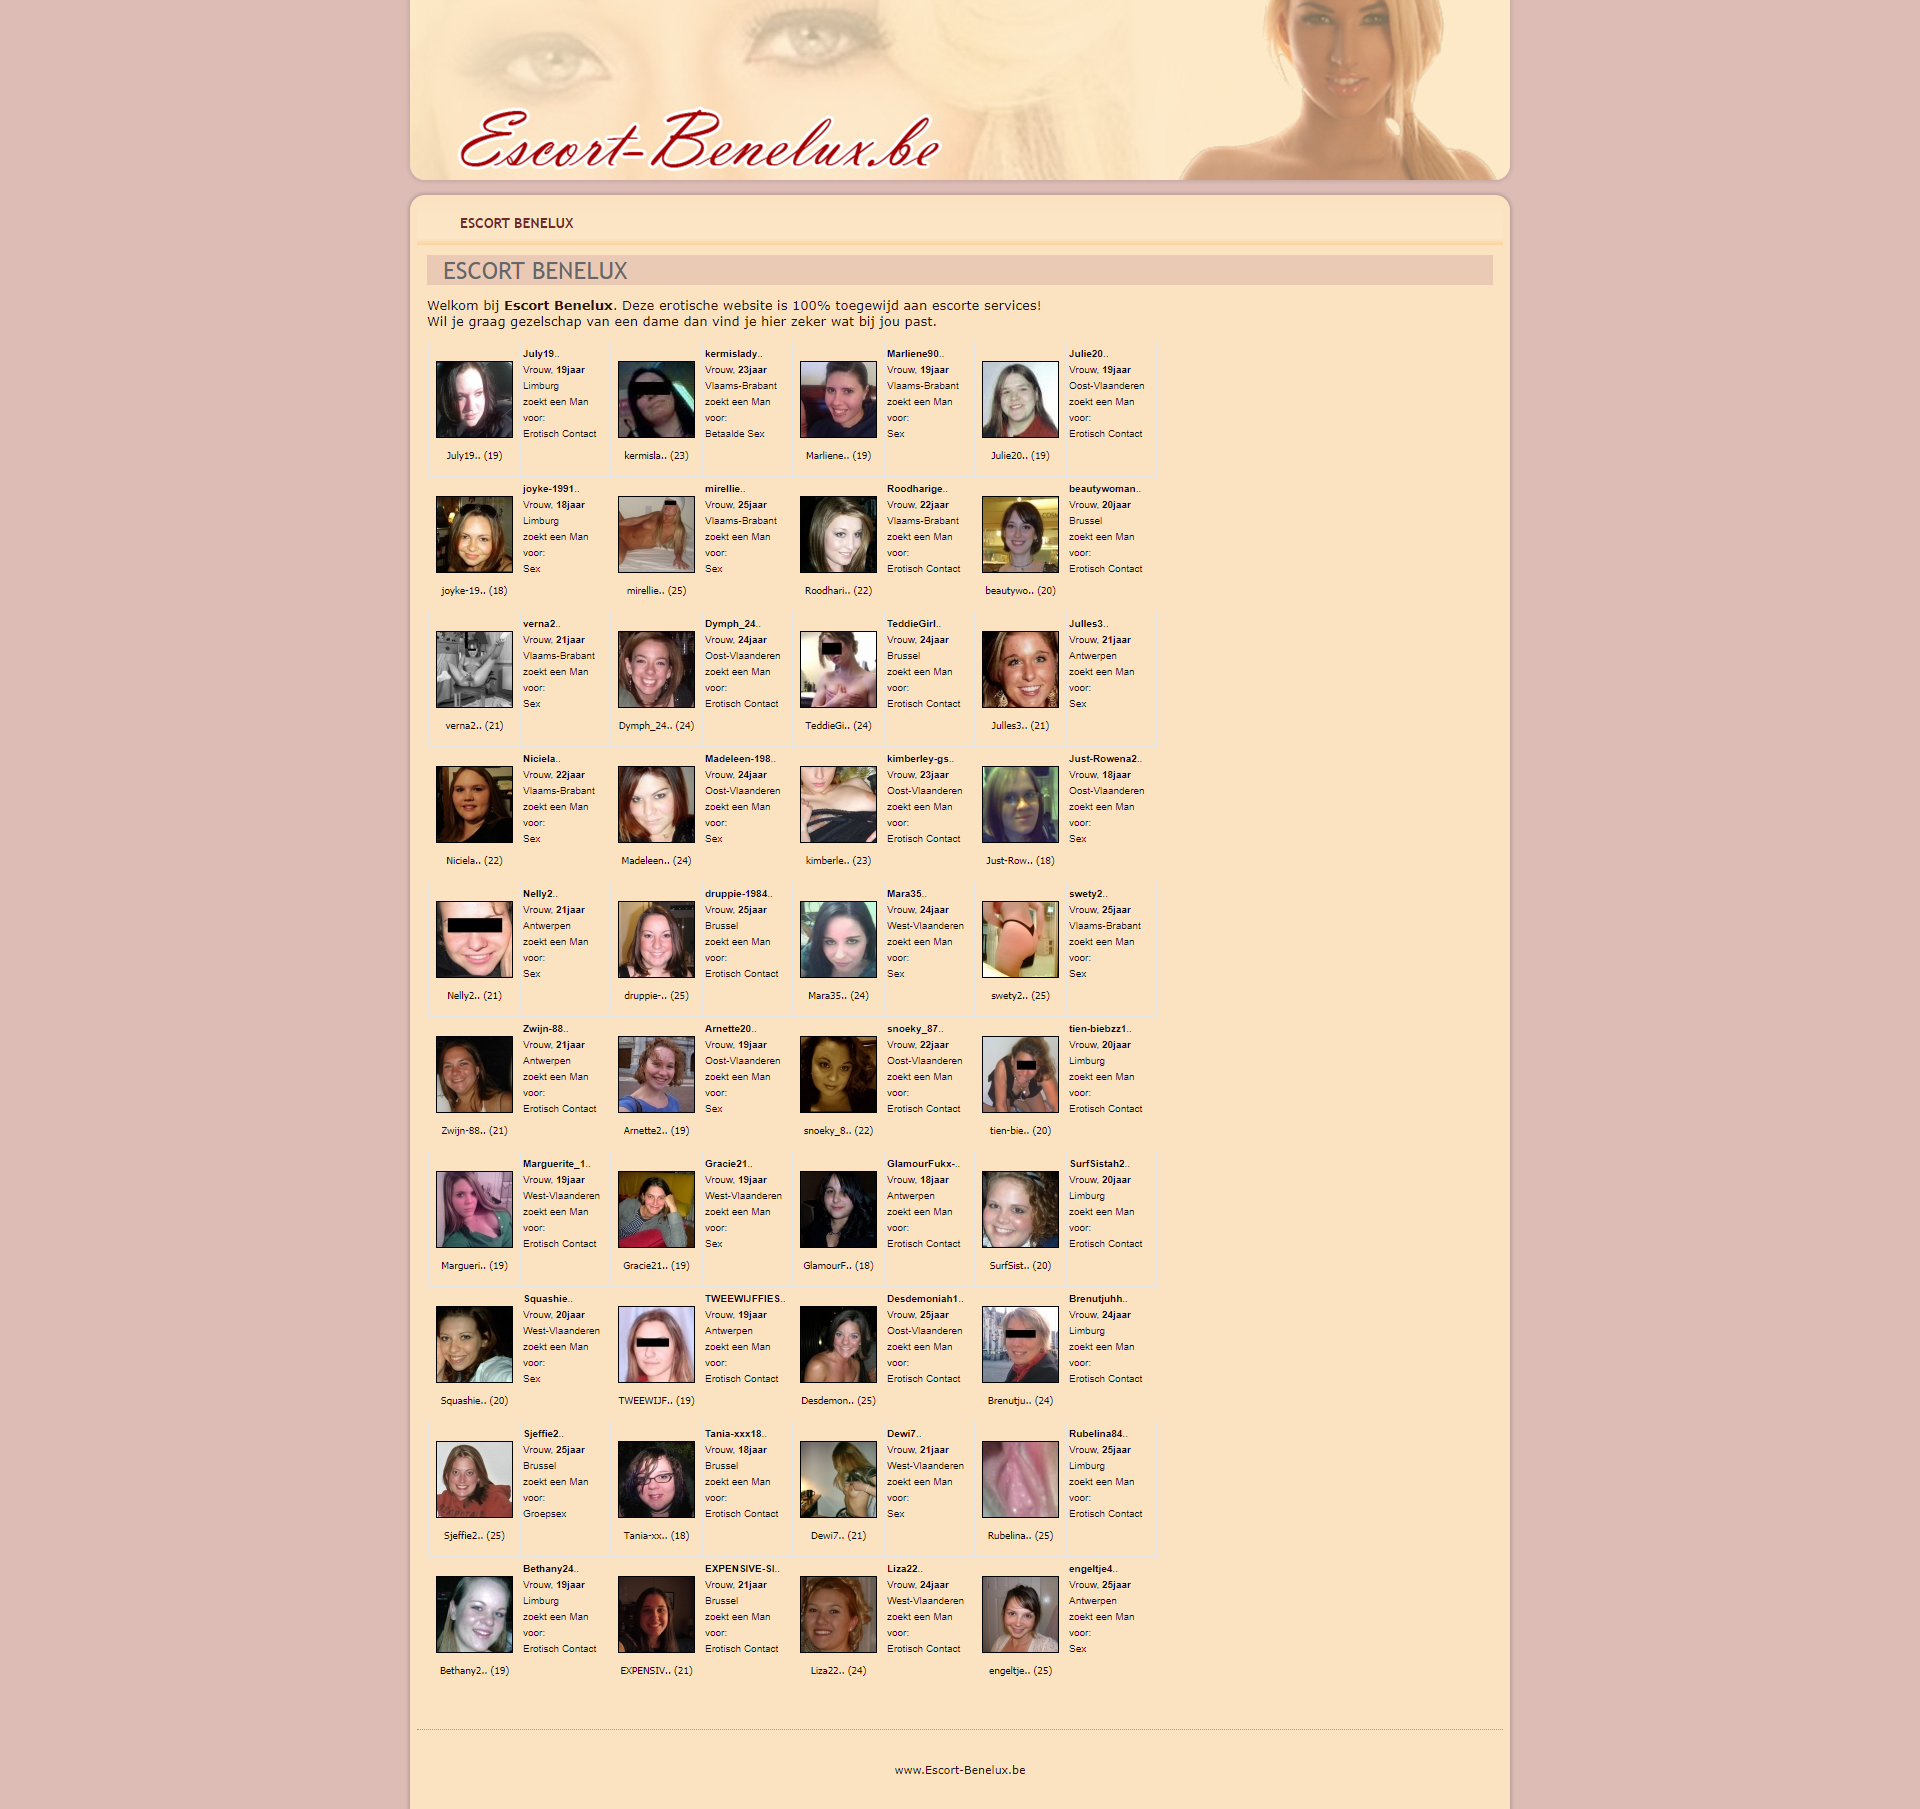 Escort-Benelux.be
ESCORT BENELUX
ESCORT BENELUX
Welkom bij Escort Benelux. Deze erotische website is 100% toegewijd aan escorte services!
Wil je graag gezelschap van een dame dan vind je hier zeker wat bij jou past.
July19..
Vrouw, 19jaar
Limburg
zoekt een Man
voor:
Erotisch Contact
July19.. (19)
kermislady..
Vrouw, 23jaar
Vlaams-Brabant
zoekt een Man
voor:
Betaalde Sex
kermisla.. (23)
Marliene90..
Vrouw, 19jaar
Vlaams-Brabant
zoekt een Man
voor:
Sex
Marliene.. (19)
Julie20..
Vrouw, 19jaar
Oost-Vlaanderen
zoekt een Man
voor:
Erotisch Contact
Julie20.. (19)
joyke-1991..
Vrouw, 18jaar
Limburg
zoekt een Man
voor:
Sex
joyke-19.. (18)
mirellie..
Vrouw, 25jaar
Vlaams-Brabant
zoekt een Man
voor:
Sex
mirellie.. (25)
Roodharige..
Vrouw, 22jaar
Vlaams-Brabant
zoekt een Man
voor:
Erotisch Contact
Roodhari.. (22)
beautywoman..
Vrouw, 20jaar
Brussel
zoekt een Man
voor:
Erotisch Contact
beautywo.. (20)
verna2..
Vrouw, 21jaar
Vlaams-Brabant
zoekt een Man
voor:
Sex
verna2.. (21)
Dymph_24..
Vrouw, 24jaar
Oost-Vlaanderen
zoekt een Man
voor:
Erotisch Contact
Dymph_24.. (24)
TeddieGirl..
Vrouw, 24jaar
Brussel
zoekt een Man
voor:
Erotisch Contact
TeddieGi.. (24)
Julles3..
Vrouw, 21jaar
Antwerpen
zoekt een Man
voor:
Sex
Julles3.. (21)
Niciela..
Vrouw, 22jaar
Vlaams-Brabant
zoekt een Man
voor:
Sex
Niciela.. (22)
Madeleen-198..
Vrouw, 24jaar
Oost-Vlaanderen
zoekt een Man
voor:
Sex
Madeleen.. (24)
kimberley-gs..
Vrouw, 23jaar
Oost-Vlaanderen
zoekt een Man
voor:
Erotisch Contact
kimberle.. (23)
Just-Rowena2..
Vrouw, 18jaar
Oost-Vlaanderen
zoekt een Man
voor:
Sex
Just-Row.. (18)
Nelly2..
Vrouw, 21jaar
Antwerpen
zoekt een Man
voor:
Sex
Nelly2.. (21)
druppie-1984..
Vrouw, 25jaar
Brussel
zoekt een Man
voor:
Erotisch Contact
druppie-.. (25)
Mara35..
Vrouw, 24jaar
West-Vlaanderen
zoekt een Man
voor:
Sex
Mara35.. (24)
swety2..
Vrouw, 25jaar
Vlaams-Brabant
zoekt een Man
voor:
Sex
swety2.. (25)
Zwijn-88..
Vrouw, 21jaar
Antwerpen
zoekt een Man
voor:
Erotisch Contact
Zwijn-88.. (21)
Arnette20..
Vrouw, 19jaar
Oost-Vlaanderen
zoekt een Man
voor:
Sex
Arnette2.. (19)
snoeky_87..
Vrouw, 22jaar
Oost-Vlaanderen
zoekt een Man
voor:
Erotisch Contact
snoeky_8.. (22)
tien-biebzz1..
Vrouw, 20jaar
Limburg
zoekt een Man
voor:
Erotisch Contact
tien-bie.. (20)
Marguerite_1..
Vrouw, 19jaar
West-Vlaanderen
zoekt een Man
voor:
Erotisch Contact
Margueri.. (19)
Gracie21..
Vrouw, 19jaar
West-Vlaanderen
zoekt een Man
voor:
Sex
Gracie21.. (19)
GlamourFukx-..
Vrouw, 18jaar
Antwerpen
zoekt een Man
voor:
Erotisch Contact
GlamourF.. (18)
SurfSistah2..
Vrouw, 20jaar
Limburg
zoekt een Man
voor:
Erotisch Contact
SurfSist.. (20)
Squashie..
Vrouw, 20jaar
West-Vlaanderen
zoekt een Man
voor:
Sex
Squashie.. (20)
TWEEWIJFFIES..
Vrouw, 19jaar
Antwerpen
zoekt een Man
voor:
Erotisch Contact
TWEEWIJF.. (19)
Desdemoniah1..
Vrouw, 25jaar
Oost-Vlaanderen
zoekt een Man
voor:
Erotisch Contact
Desdemon.. (25)
Brenutjuhh..
Vrouw, 24jaar
Limburg
zoekt een Man
voor:
Erotisch Contact
Brenutju.. (24)
Sjeffie2..
Vrouw, 25jaar
Brussel
zoekt een Man
voor:
Groepsex
Sjeffie2.. (25)
Tania-xxx18..
Vrouw, 18jaar
Brussel
zoekt een Man
voor:
Erotisch Contact
Tania-xx.. (18)
Dewi7..
Vrouw, 21jaar
West-Vlaanderen
zoekt een Man
voor:
Sex
Dewi7.. (21)
Rubelina84..
Vrouw, 25jaar
Limburg
zoekt een Man
voor:
Erotisch Contact
Rubelina.. (25)
Bethany24..
Vrouw, 19jaar
Limburg
zoekt een Man
voor:
Erotisch Contact
Bethany2.. (19)
EXPENSIVE-SI..
Vrouw, 21jaar
Brussel
zoekt een Man
voor:
Erotisch Contact
EXPENSIV.. (21)
Liza22..
Vrouw, 24jaar
West-Vlaanderen
zoekt een Man
voor:
Erotisch Contact
Liza22.. (24)
engeltje4..
Vrouw, 25jaar
Antwerpen
zoekt een Man
voor:
Sex
engeltje.. (25)
www.Escort-Benelux.be